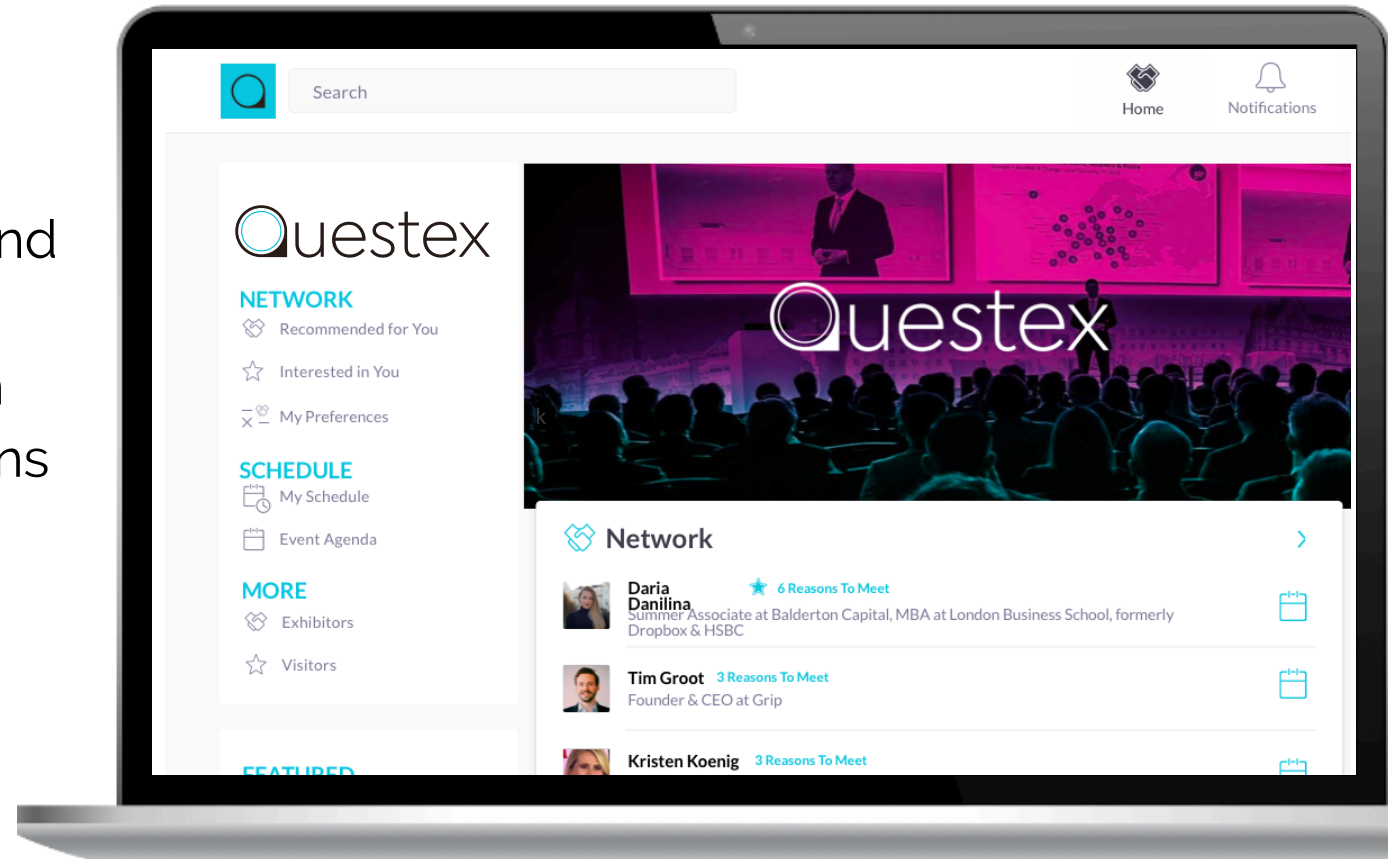 nd
ns
Search
Home
Notifications
Questex
NETWORK
Recommended for You
Interested in You
My Preferences
SCHEDULE
My Schedule
Event Agenda
MORE
Exhibitors
Visitors
FEATURED
Questex
k
Network
Daria
Danilina
6 Reasons To Meet
Summer Associate at Balderton Capital, MBA at London Business School, formerly
Dropbox & HSBC
Tim Groot 3 Reasons To Meet
Founder & CEO at Grip
Kristen Koenig 3 Reasons To Meet